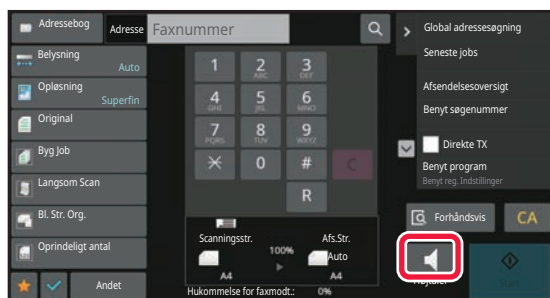 Adressebog
Adresse
Faxnummer
Belysning
Auto
Opløsning
Superfin
Original
Byg Job
Langsom Scan
Bl. Str. Org.
Oprindeligt antal
Andet
1
2
ABC
3
DEF
4
GHI
5
JKL
6
MNO
7
PQRS
8
TUV
9
WXYZ
0
#
C
R
Scanningsstr.
100%
Afs.Str.
Auto
A4
A4
Hukommelse for faxmodt.: 0%
Global adressesøgning
Seneste jobs
Afsendelsesoversigt
Benyt søgenummer
Direkte TX
Benyt program
Benyt reg. Indstillinger
Forhåndsvis
CA
Højtaler
Start